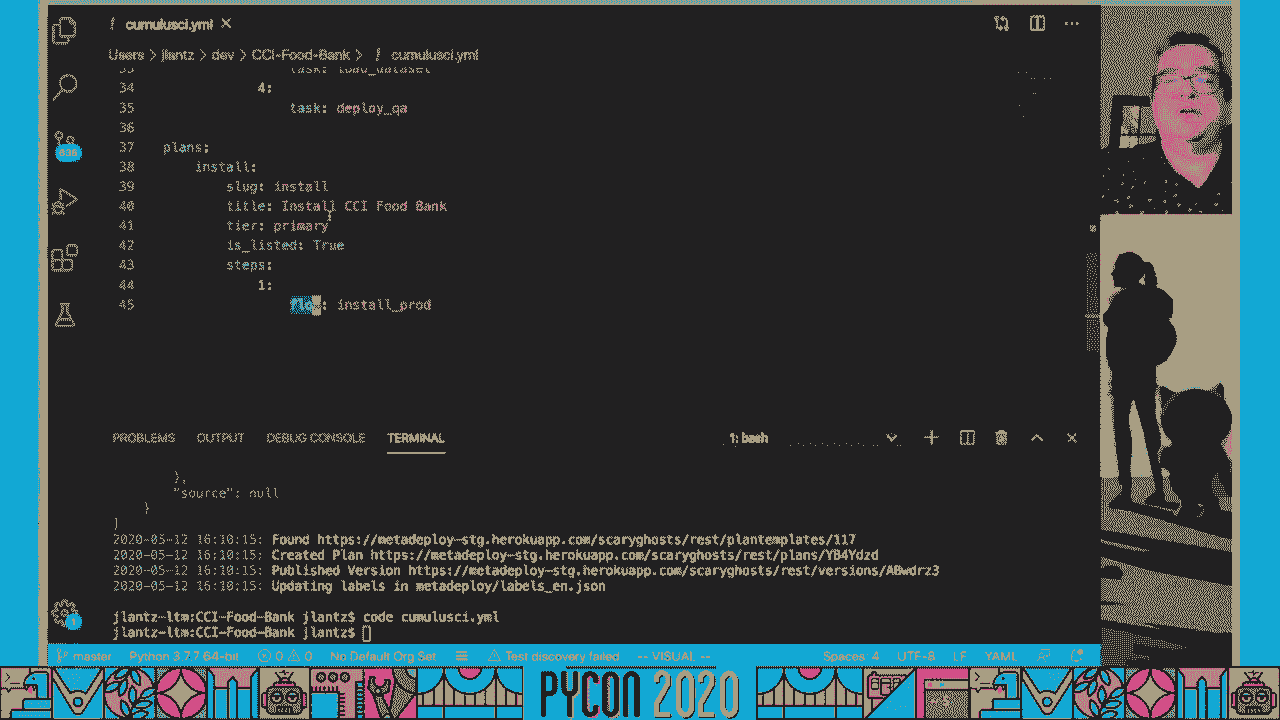 cumulusci.yml
Users > jlantz > dev > CCI-Food-Bank > ! cumulusci.yml
33 task: load_dataset
34 4:
35 task: deploy_qa
36
37 plans:
38 install:
39 slug: install
40 title: Install CCI Food Bank
41 tier: primary
42 is_listed: True
43 steps:
44 1:
45 flow: install_prod
PROBLEMS OUTPUT DEBUG CONSOLE TERMINAL 1: bash
},
"source": null
}
]
2020-05-12 16:10:15: Found https://metadeploy-stg.herokuapp.com/scaryghosts/rest/plantemplates/117
2020-05-12 16:10:15: Created Plan https://metadeploy-stg.herokuapp.com/scaryghosts/rest/plans/YB4Ydzd
2020-05-12 16:10:15: Published Version https://metadeploy-stg.herokuapp.com/scaryghosts/rest/versions/ABwdrz3
2020-05-12 16:10:15: Updating labels in metadeploy/labels_en.json
jlantz-ltm:CCI-Food-Bank jlantz$ code cumulusci.yml
jlantz-ltm:CCI-Food-Bank jlantz$
master Python 3.7.7 64-bit 0 0 No Default Org Set Test discovery failed -- VISUAL -- Spaces: 4 UTF-8 LF YAML
PYCON 2020